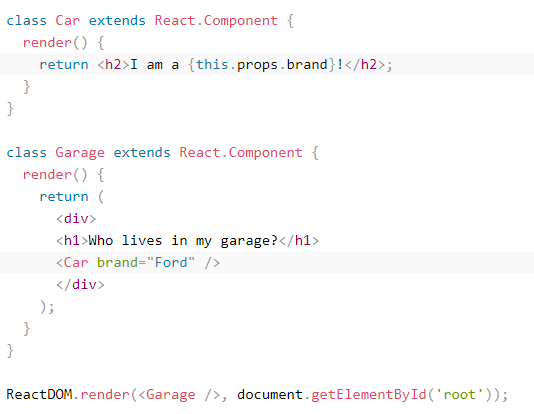 class Car extends React.Component {
  render() {
    return <h2>I am a {this.props.brand}!</h2>;
  }
}

class Garage extends React.Component {
  render() {
    return (
      <div>
      <h1>Who lives in my garage?</h1>
      <Car brand="Ford" />
      </div>
    );
  }
}

ReactDOM.render(<Garage />, document.getElementById('root'));